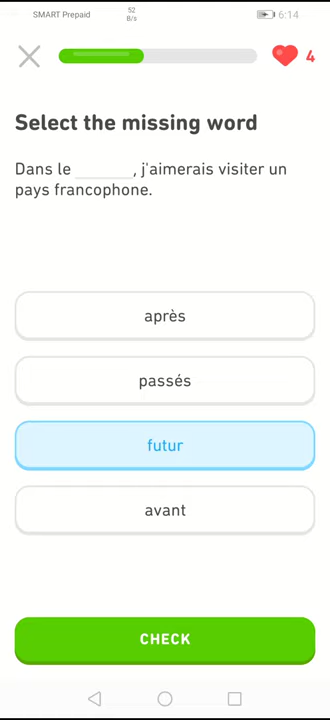 SMART Prepaid 52 B/s 6:14
4
Select the missing word
Dans le ______, j'aimerais visiter un
pays francophone.
après
passés
futur
avant
CHECK